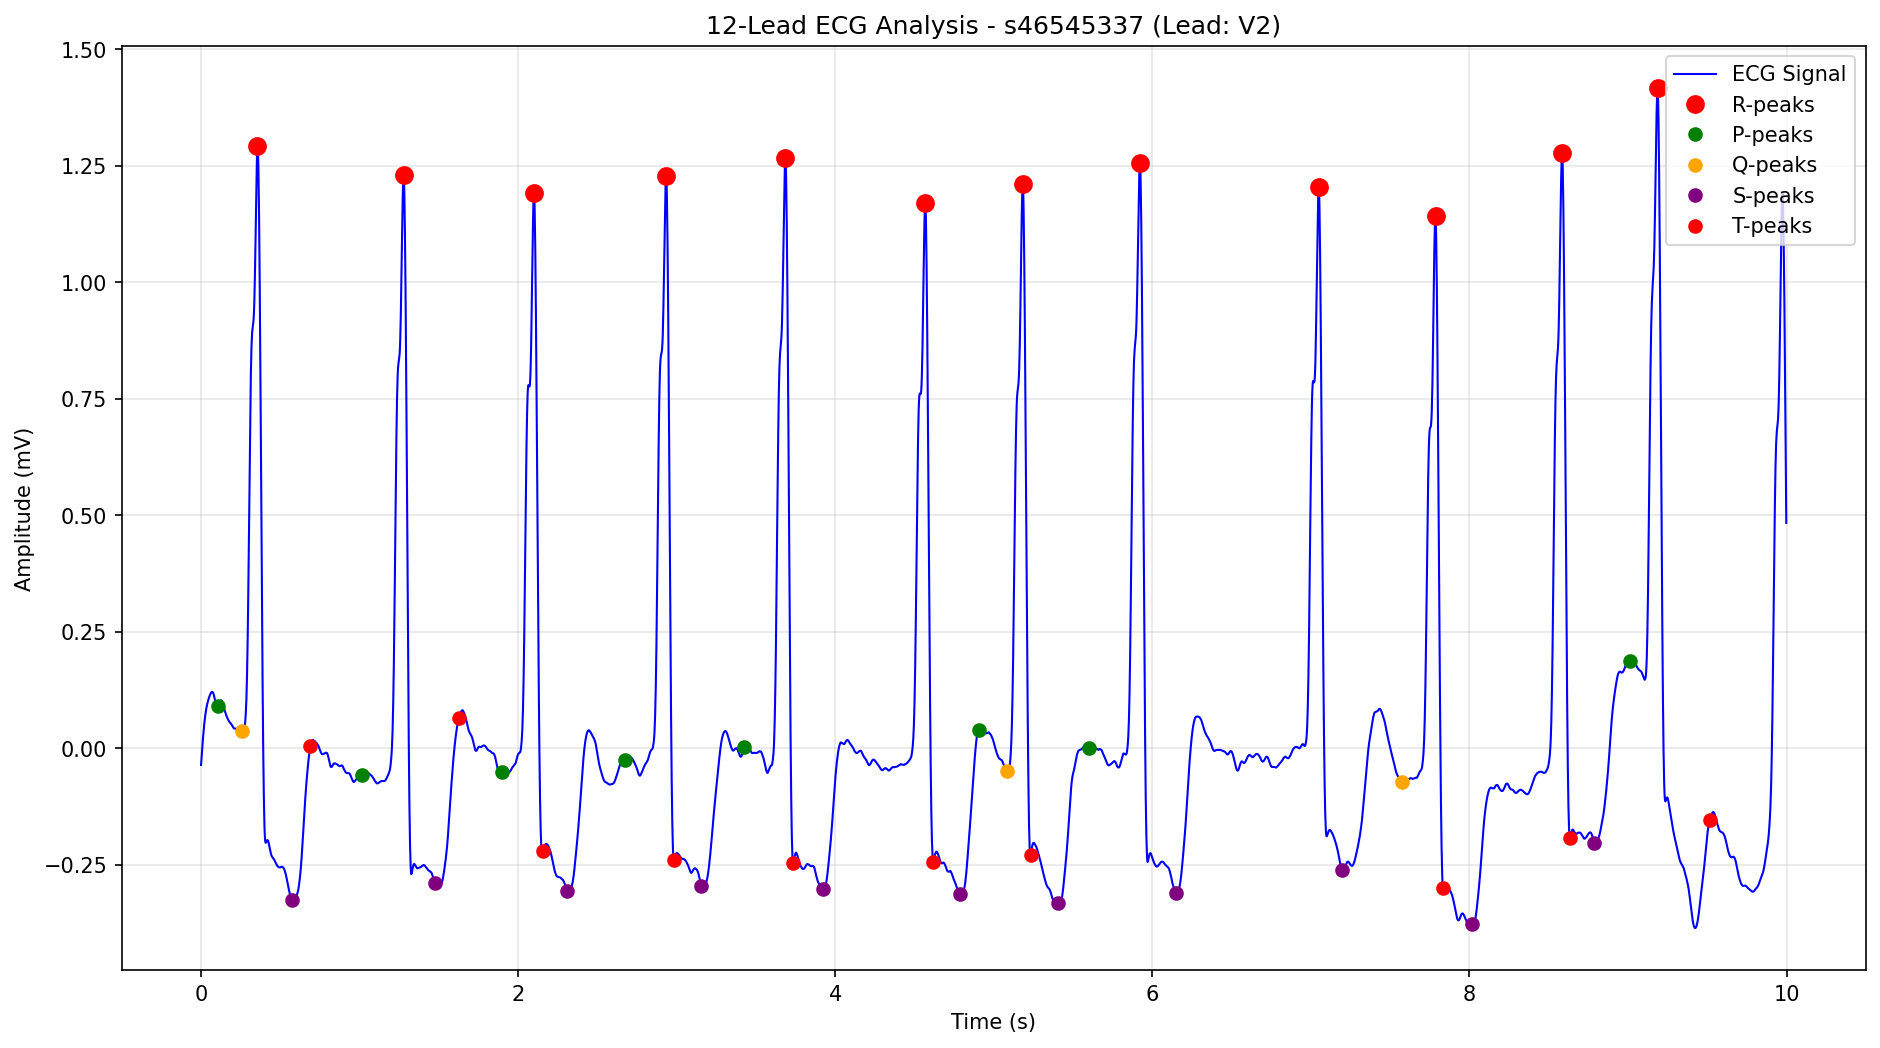 12-Lead ECG Analysis - s46545337 (Lead: V2)
1.50
1.25
1.00
0.75
0.50
0.25
0.00
−0.25
Amplitude (mV)
ECG Signal
R-peaks
P-peaks
Q-peaks
S-peaks
T-peaks
0 2 4 6 8 10
Time (s)